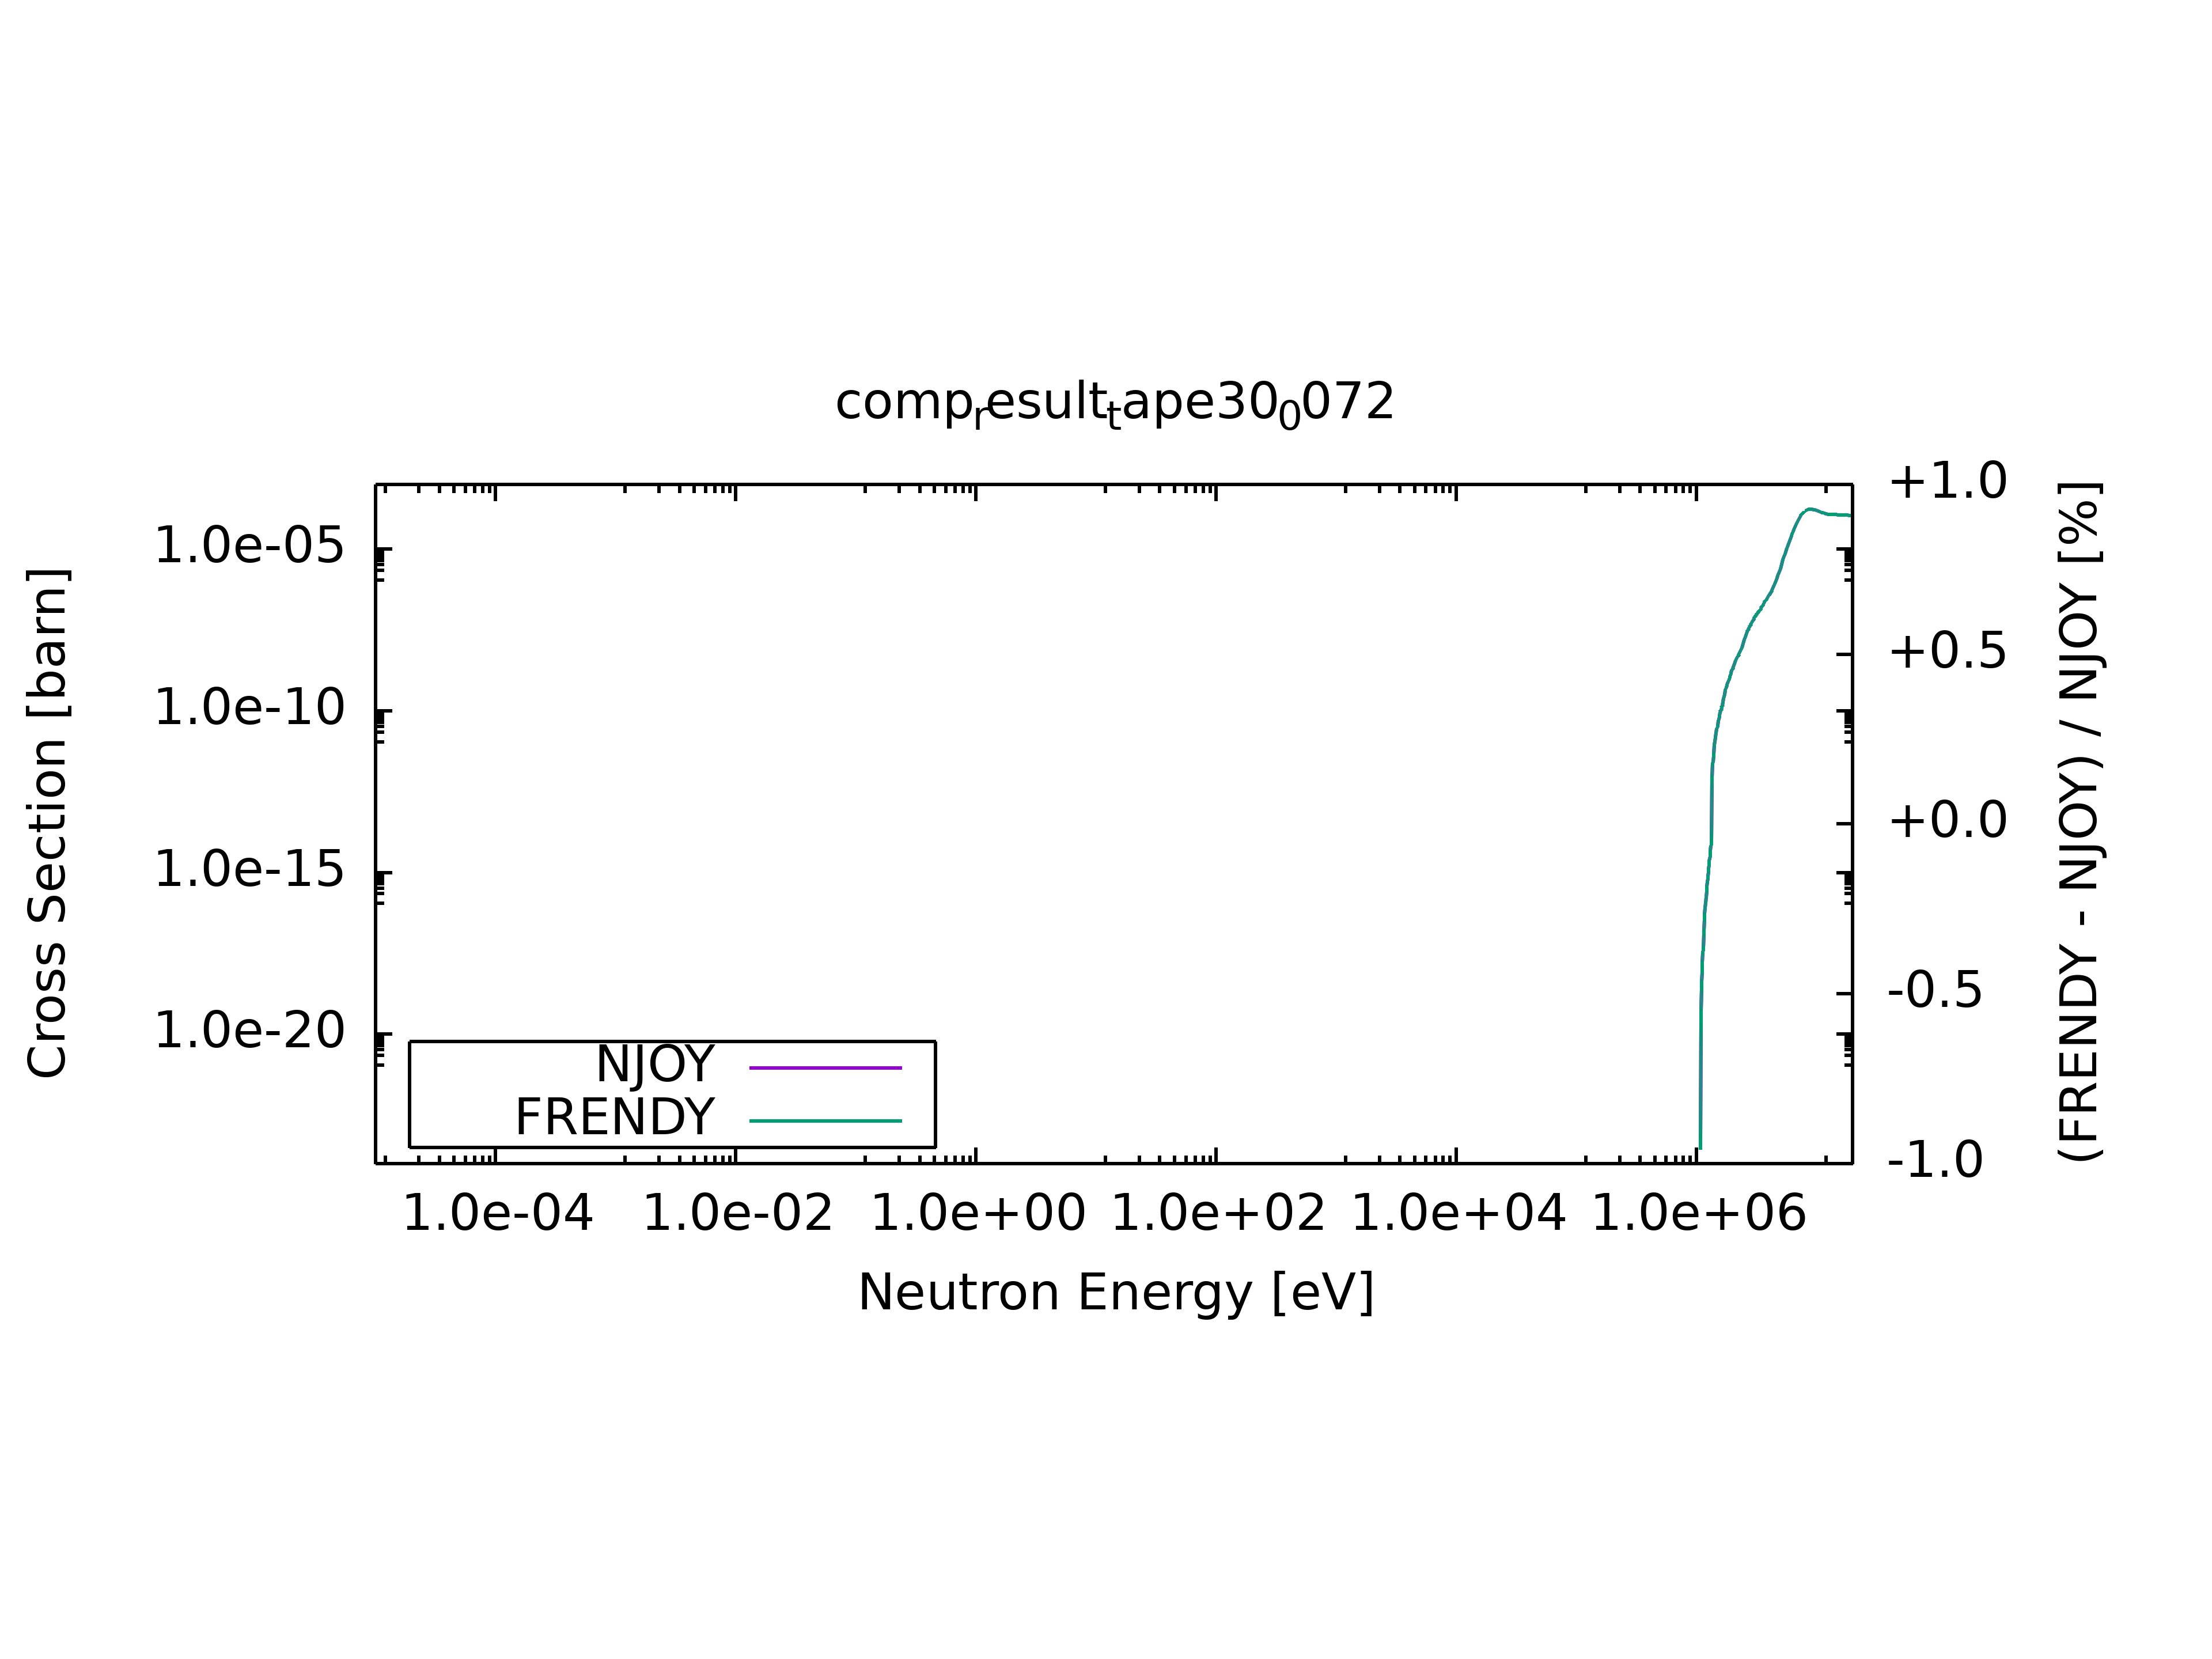 comp_result_tape30_0072
+1.0
1.0e-05
+0.5
1.0e-10
+0.0
1.0e-15
-0.5
1.0e-20
-1.0
Cross Section [barn]
(FRENDY - NJOY) / NJOY [%]
NJOY
FRENDY
1.0e-04 1.0e-02 1.0e+00 1.0e+02 1.0e+04 1.0e+06
Neutron Energy [eV]